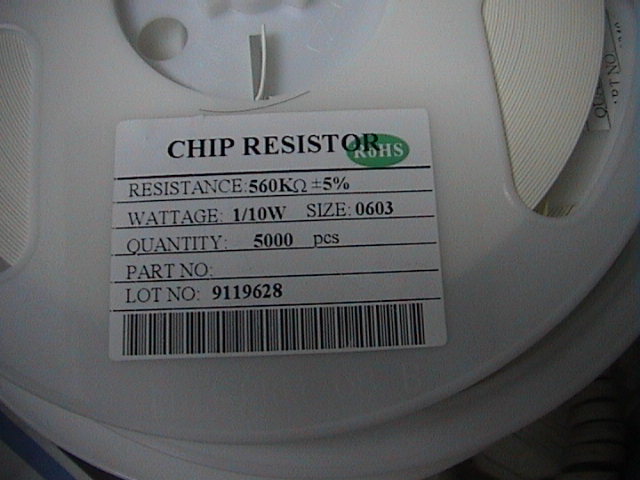 CHIP RESISTOR
RoHS
RESISTANCE: 560KΩ ±5%
WATTAGE: 1/10W SIZE: 0603
QUANTITY: 5000 pcs
PART NO:
LOT NO: 9119628